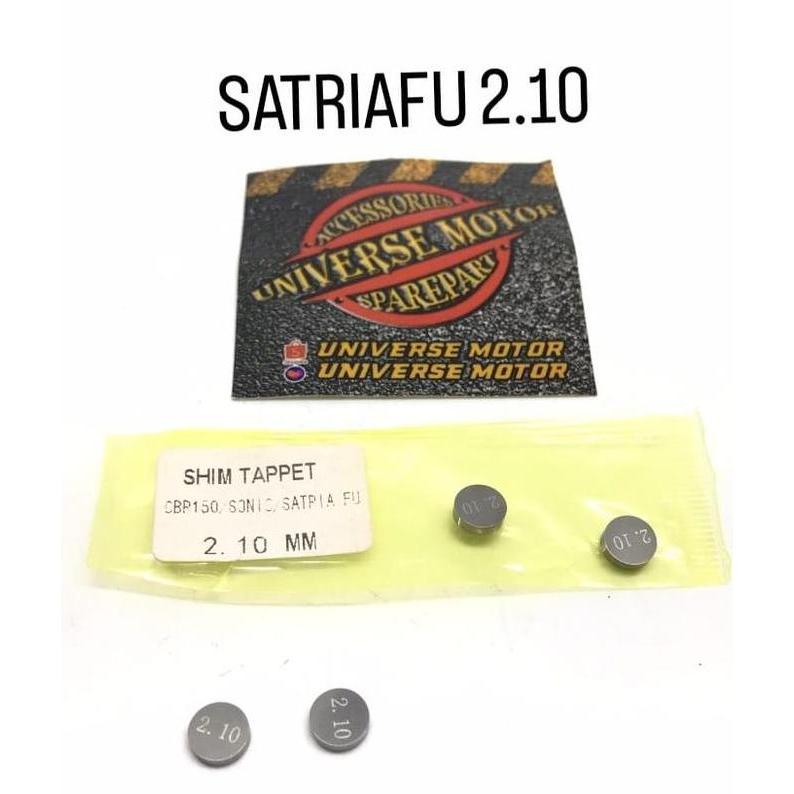 SATRIAFU 2.10
ACCESSORIES
UNIVERSE MOTOR
SPAREPART
UNIVERSE MOTOR
UNIVERSE MOTOR
SHIM TAPPET
CBR150/SONIC/SATRIA FU
2.10 MM
2.10
2.10
2.10
2.10